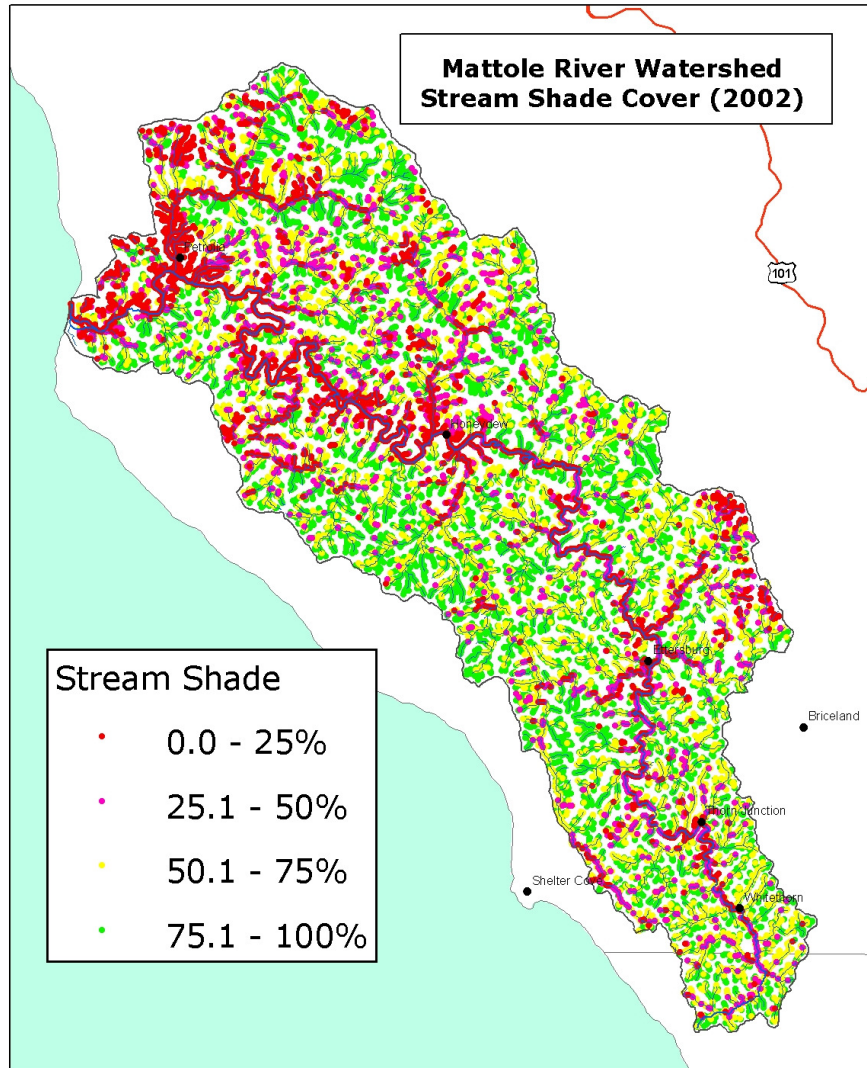 Mattole River Watershed
Stream Shade Cover (2002)
101
Petrolia
Honeydew
Ettersburg
Briceland
Thorn Junction
Shelter Cove
Whitethorn
Stream Shade
0.0 - 25%
25.1 - 50%
50.1 - 75%
75.1 - 100%